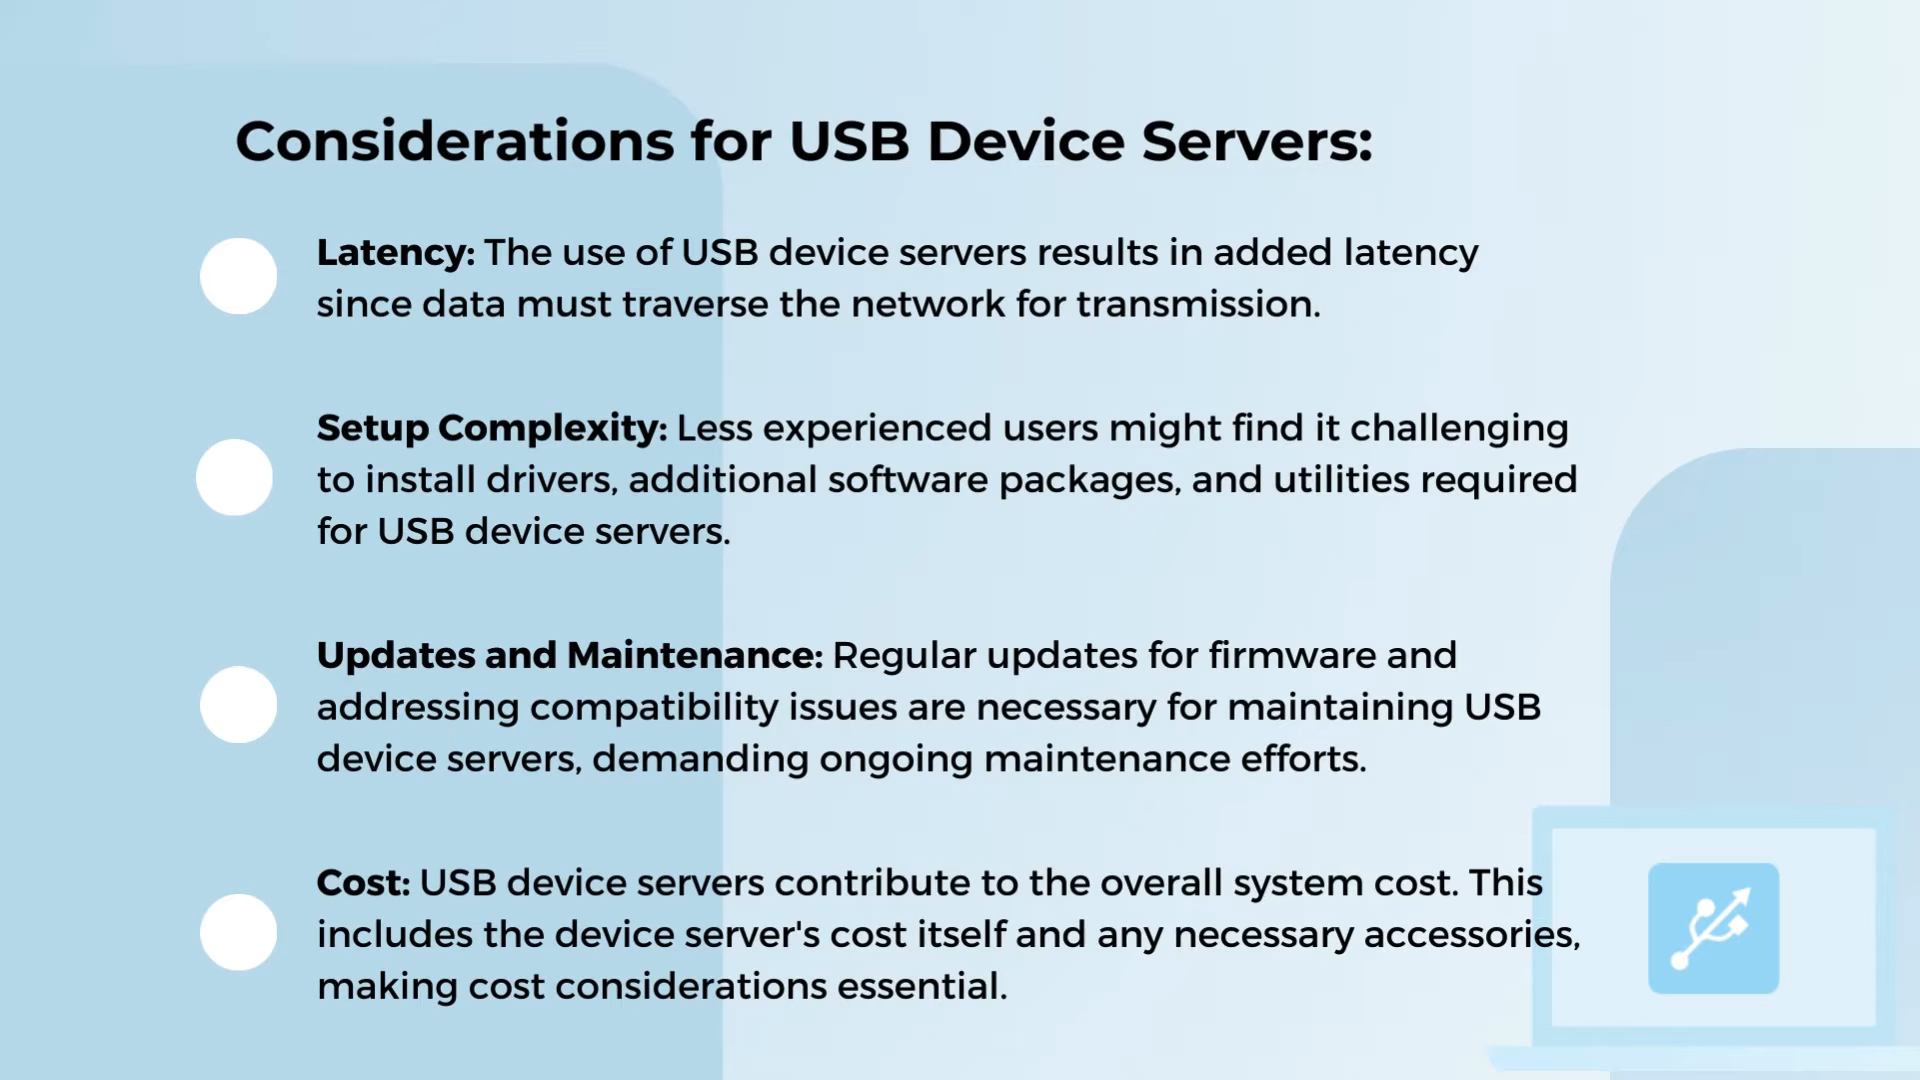 Considerations for USB Device Servers:
Latency: The use of USB device servers results in added latency
since data must traverse the network for transmission.
Setup Complexity: Less experienced users might find it challenging
to install drivers, additional software packages, and utilities required
for USB device servers.
Updates and Maintenance: Regular updates for firmware and
addressing compatibility issues are necessary for maintaining USB
device servers, demanding ongoing maintenance efforts.
Cost: USB device servers contribute to the overall system cost. This
includes the device server's cost itself and any necessary accessories,
making cost considerations essential.